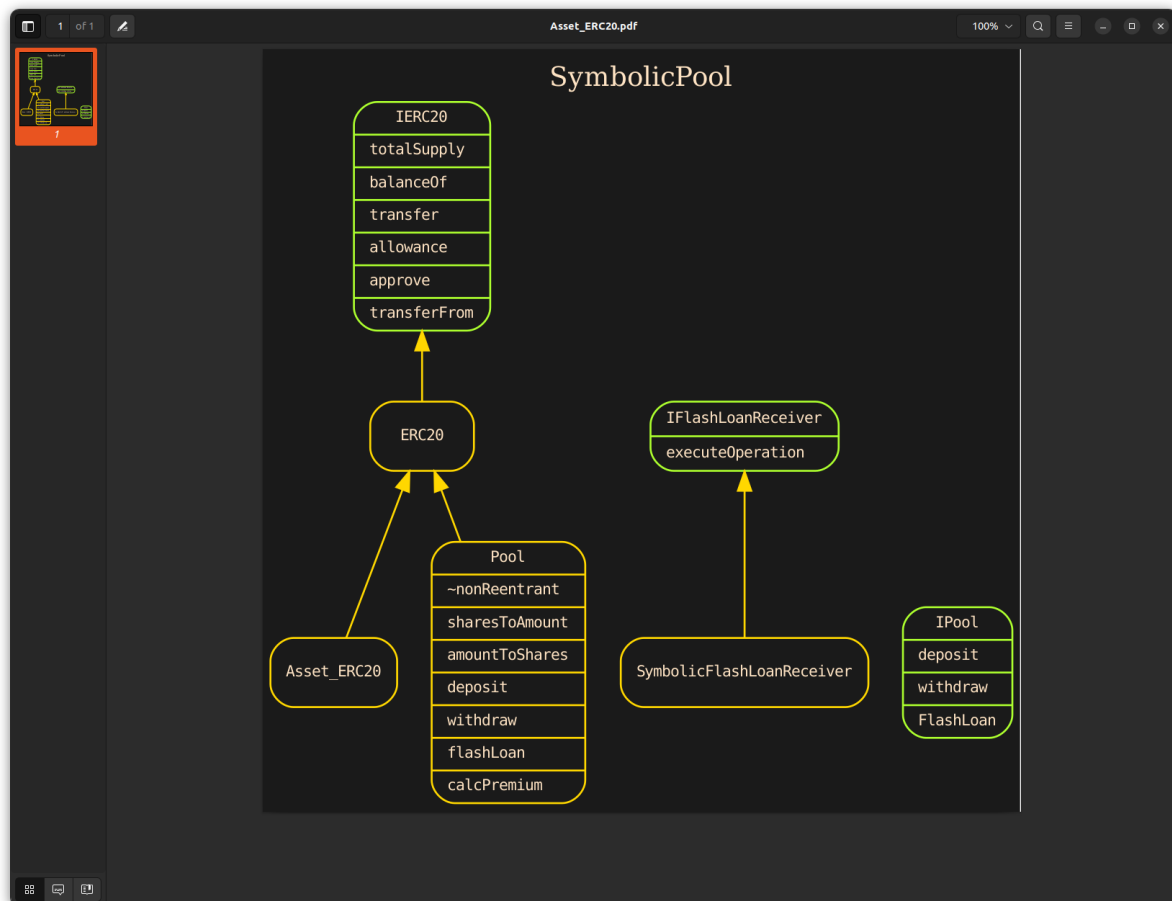 1 of 1
Asset_ERC20.pdf
100%
1
SymbolicPool
IERC20
totalSupply
balanceOf
transfer
allowance
approve
transferFrom
ERC20
IFlashLoanReceiver
executeOperation
Pool
~nonReentrant
sharesToAmount
amountToShares
deposit
withdraw
flashLoan
calcPremium
Asset_ERC20
SymbolicFlashLoanReceiver
IPool
deposit
withdraw
FlashLoan